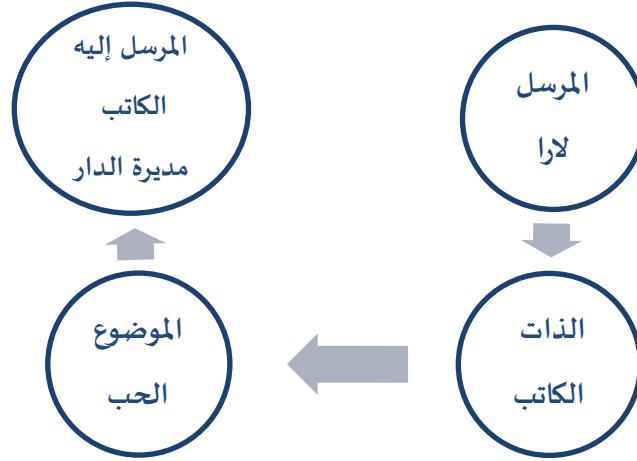 المرسل
لارا
الذات
الكاتب
الموضوع
الحب
المرسل إليه
الكاتب
مديرة الدار